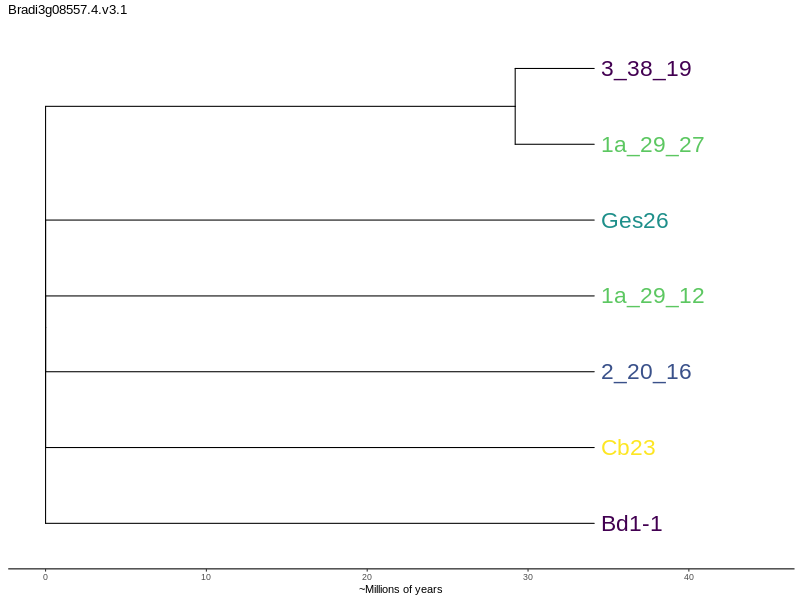 Bradi3g08557.4.v3.1
3_38_19
1a_29_27
Ges26
1a_29_12
2_20_16
Cb23
Bd1-1
0 10 20 30 40
~Millions of years